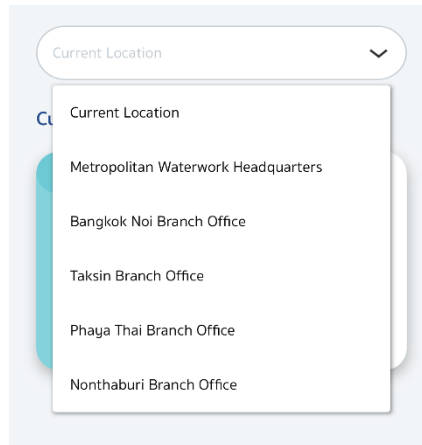 Current Location
Cu
Current Location
Metropolitan Waterwork Headquarters
Bangkok Noi Branch Office
Taksin Branch Office
Phaya Thai Branch Office
Nonthaburi Branch Office